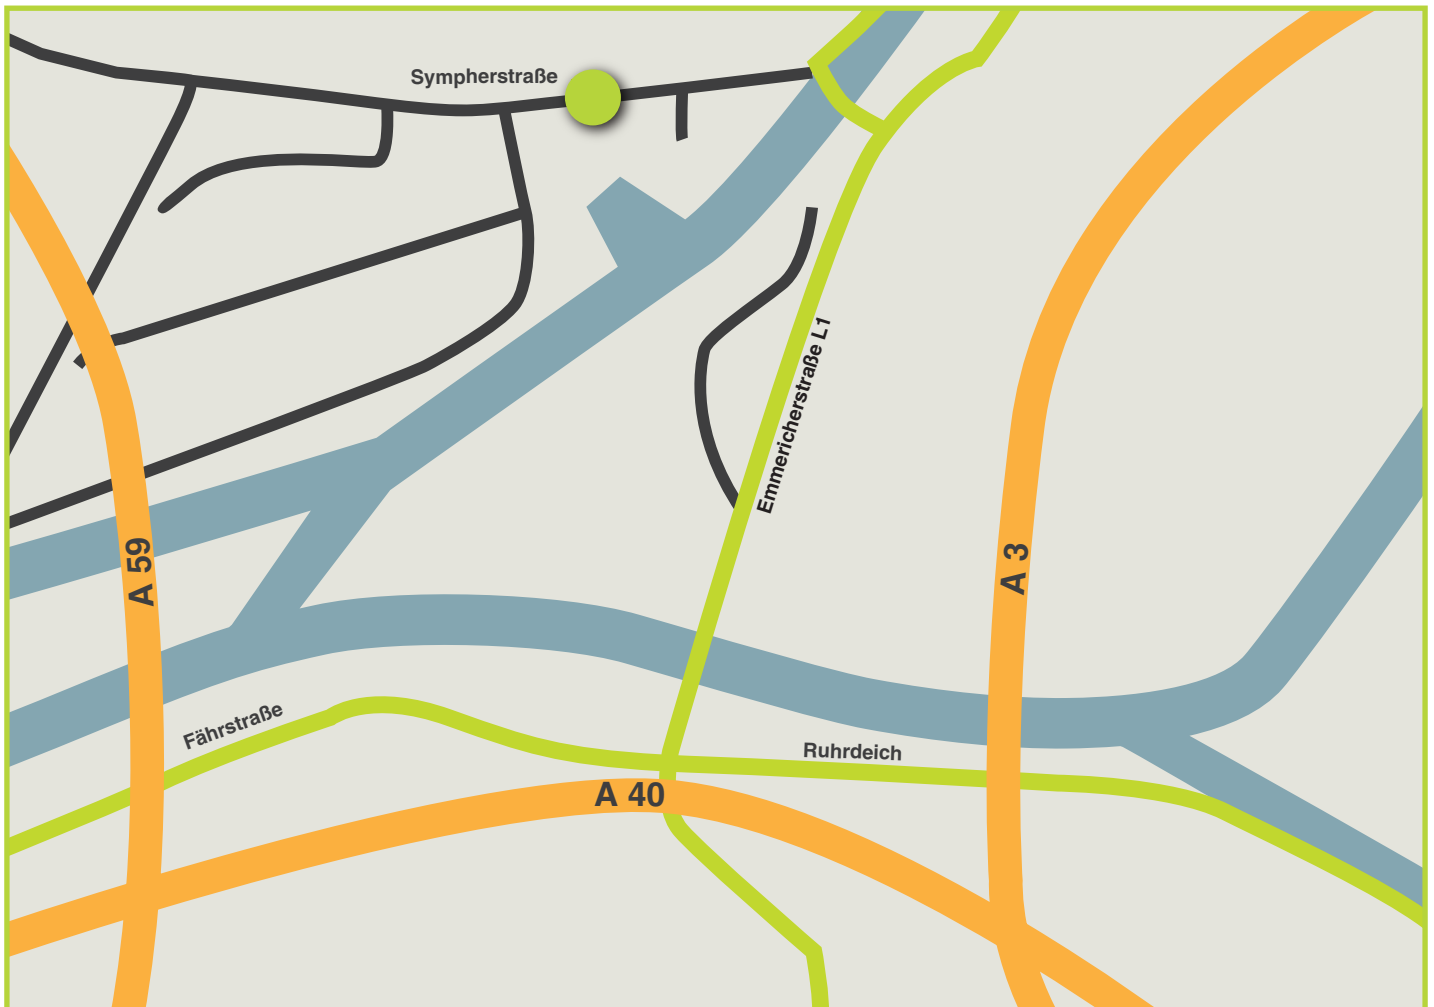 Sympherstraße
Emmericherstraße L1
A 59
A 3
Fährstraße
Ruhrdeich
A 40